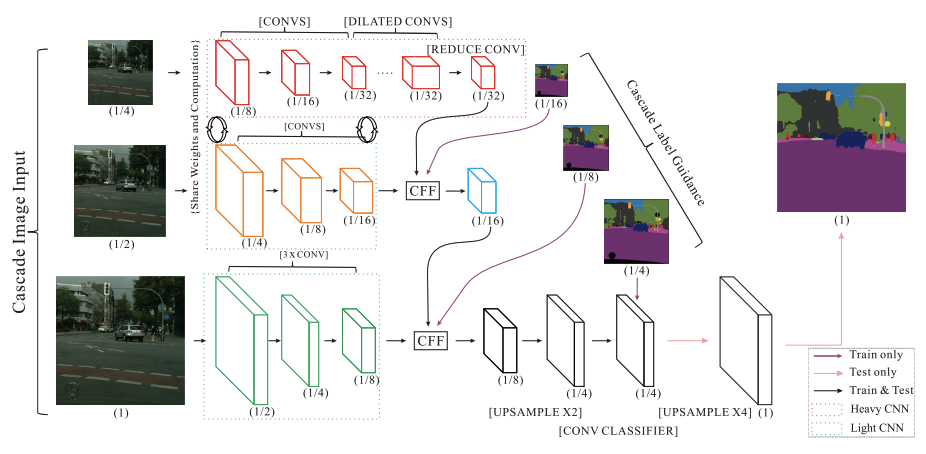 [CONVS]
[DILATED CONVS]
[REDUCE CONV]
(1/4)
(1/8)
(1/16)
(1/32)
(1/32)
(1/32)
(1/16)
Cascade Image Input
{Share Weights and Computation}
Cascade Label Guidance
[CONVS]
(1/2)
(1/4)
(1/8)
(1/16)
CFF
(1/16)
(1/8)
(1)
[3 X CONV]
(1/4)
(1)
(1/2)
(1/4)
(1/8)
CFF
(1/8)
(1/4)
(1/4)
(1)
[UPSAMPLE X2]
[UPSAMPLE X4]
[CONV CLASSIFIER]
Train only
Test only
Train & Test
Heavy CNN
Light CNN